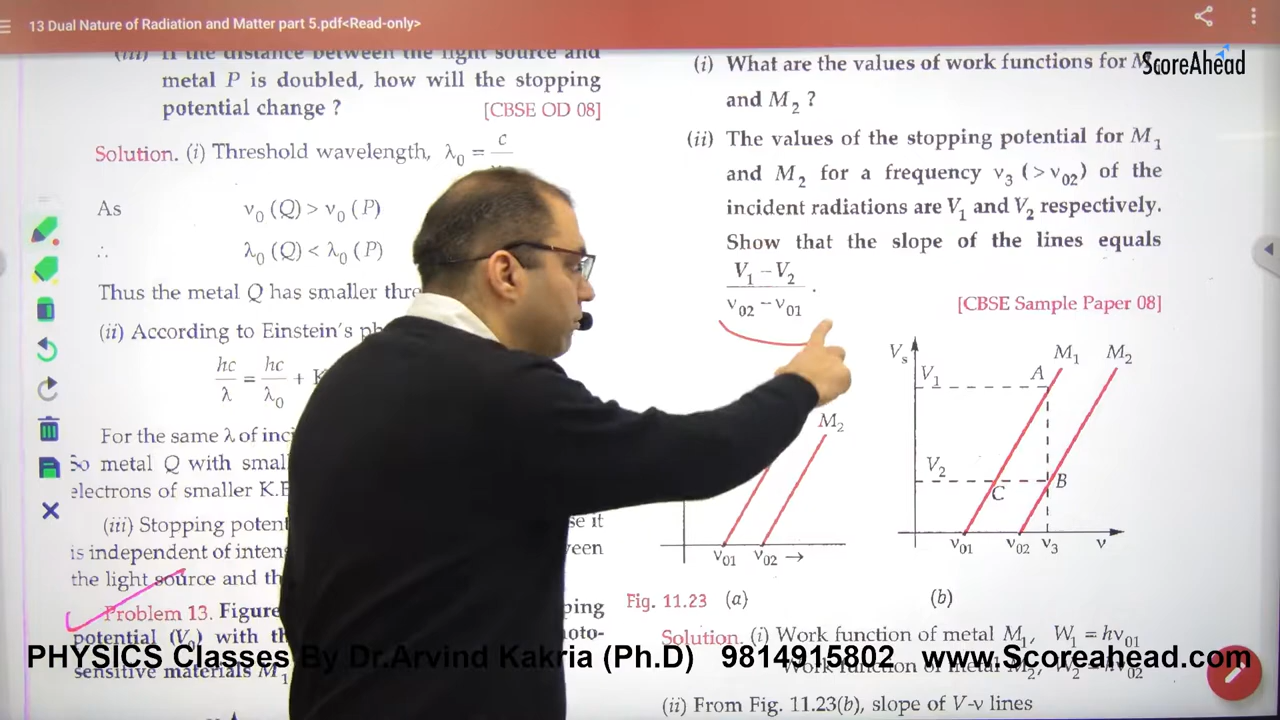 13 Dual Nature of Radiation and Matter part 5.pdf<Read-only>
ScoreAhead
(iii) If the distance between the light source and
metal P is doubled, how will the stopping
potential change ?
[CBSE OD 08]
Solution. (i) Threshold wavelength, λ₀ = c
As ν₀ (Q) > ν₀ (P)
∴ λ₀ (Q) < λ₀ (P)
Thus the metal Q has smaller
(ii) According to Einstein's
hc/λ = hc/λ₀ +
For the same λ of
So metal Q with
electrons of smaller K.E
(iii) Stopping
is independent of
the light source and
Problem 13.
potential (V₀) with
sensitive materials M₁
(i) What are the values of work functions for
and M₂ ?
(ii) The values of the stopping potential for M₁
and M₂ for a frequency ν₃ (>ν₀₂) of the
incident radiations are V₁ and V₂ respectively.
Show that the slope of the lines equals
V₁ – V₂ / ν₀₂ – ν₀₁ .
[CBSE Sample Paper 08]
M₂
ν₀₁ ν₀₂ →
Vₛ
V₁
A
M₁ M₂
V₂
C
B
ν₀₁ ν₀₂ ν₃ ν
Fig. 11.23 (a) (b)
Solution. (i) Work function of metal M₁, W₁ = hν₀₁
Work function of metal M₂, W₂ = hν₀₂
(ii) From Fig. 11.23(b), slope of V-ν lines
PHYSICS Classes By Dr.Arvind Kakria (Ph.D) 9814915802 www.Scoreahead.com